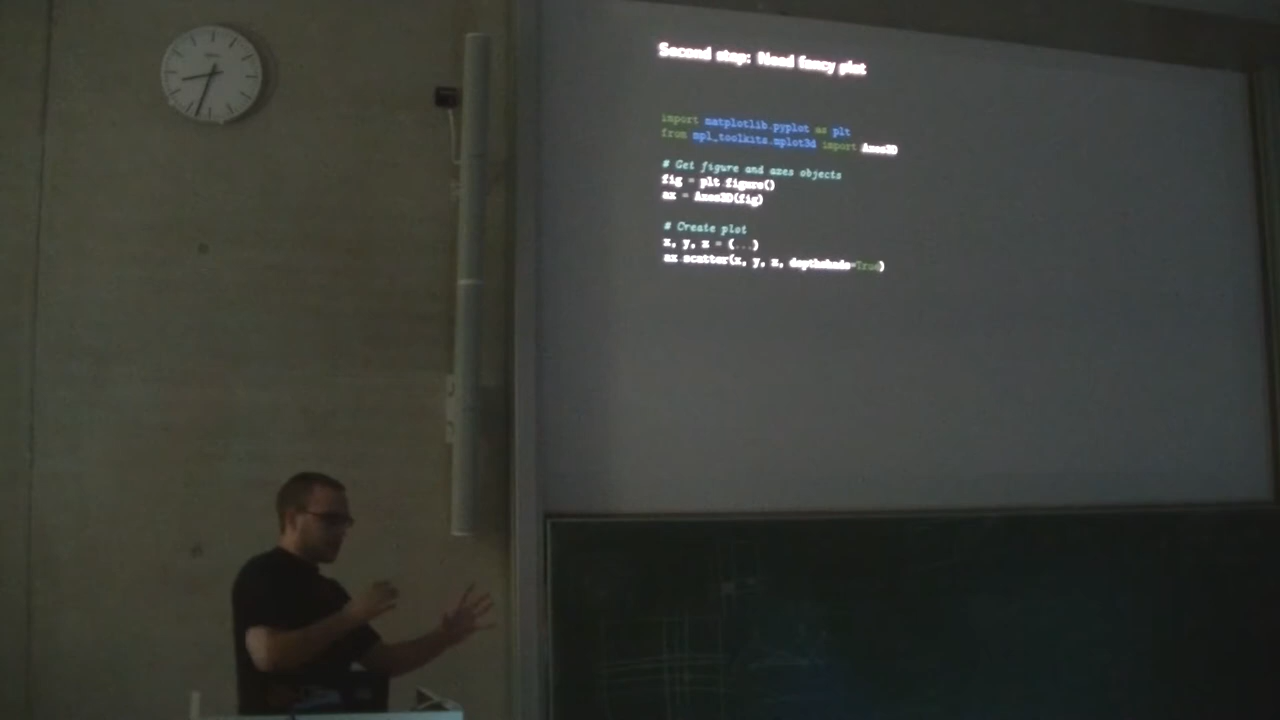 Second step: Need fancy plot
import matplotlib.pyplot as plt
from mpl_toolkits.mplot3d import Axes3D
# Get figure and axes objects
fig = plt.figure()
ax = Axes3D(fig)
# Create plot
x, y, z = (...)
ax.scatter(x, y, z, depthshade=True)